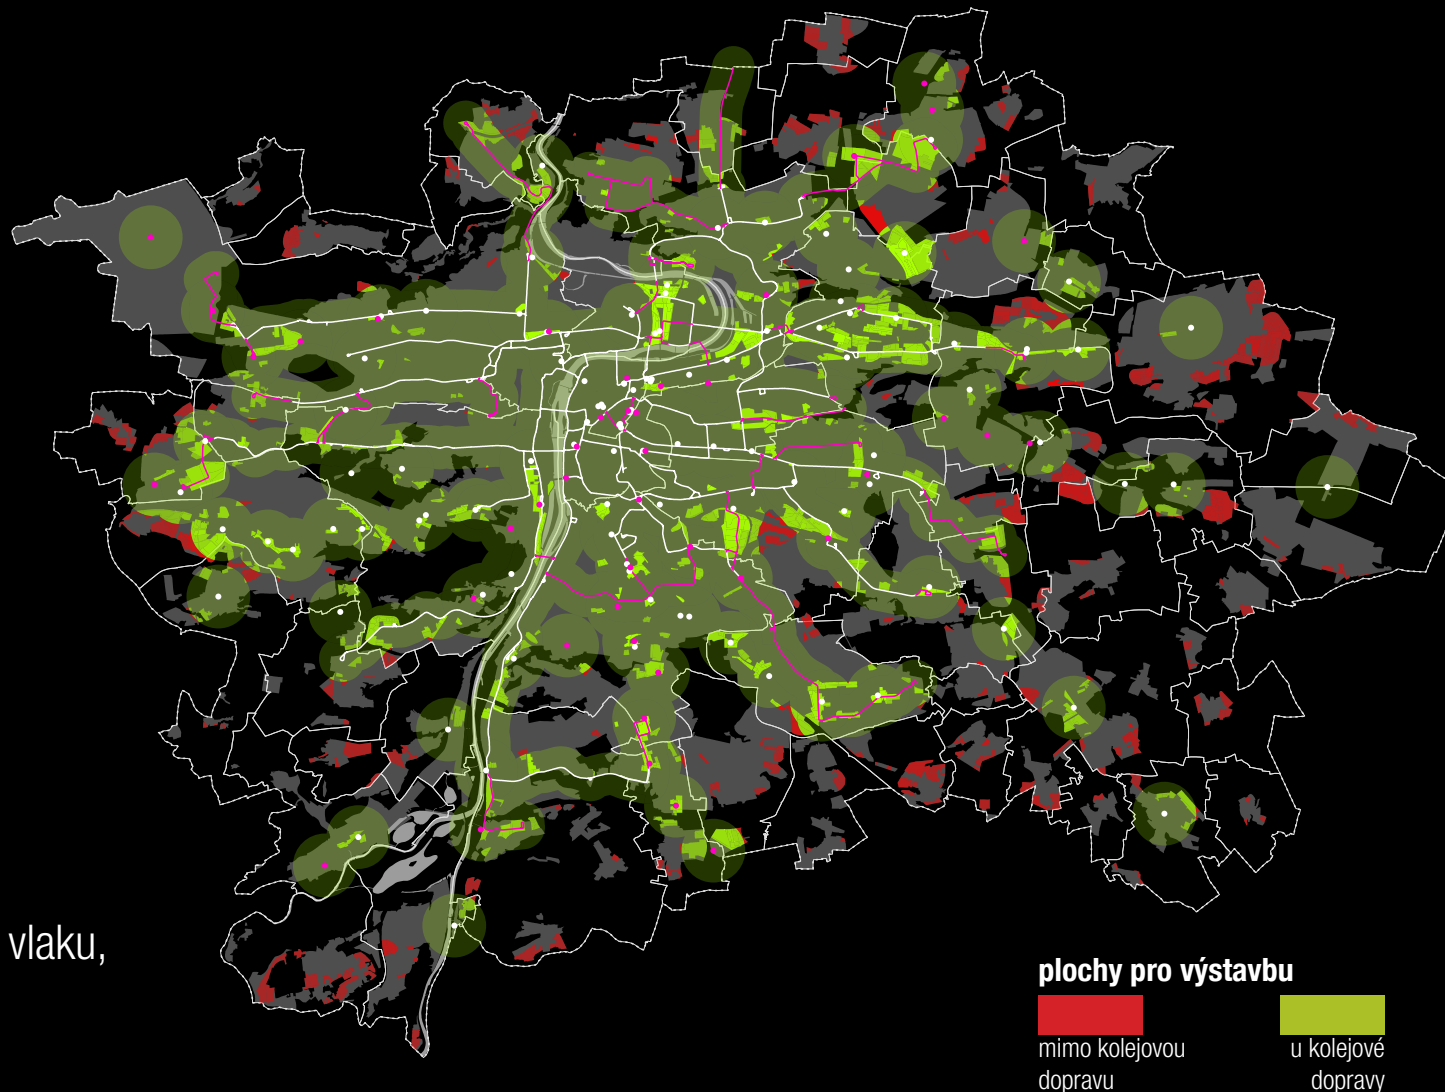 vlaku,
plochy pro výstavbu
mimo kolejovou
dopravu
u kolejové
dopravy